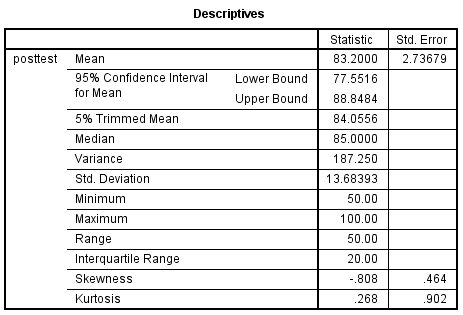 Descriptives
Statistic Std. Error
posttest Mean 83.2000 2.73679
95% Confidence Interval for Mean Lower Bound 77.5516
Upper Bound 88.8484
5% Trimmed Mean 84.0556
Median 85.0000
Variance 187.250
Std. Deviation 13.68393
Minimum 50.00
Maximum 100.00
Range 50.00
Interquartile Range 20.00
Skewness -.808 .464
Kurtosis .268 .902